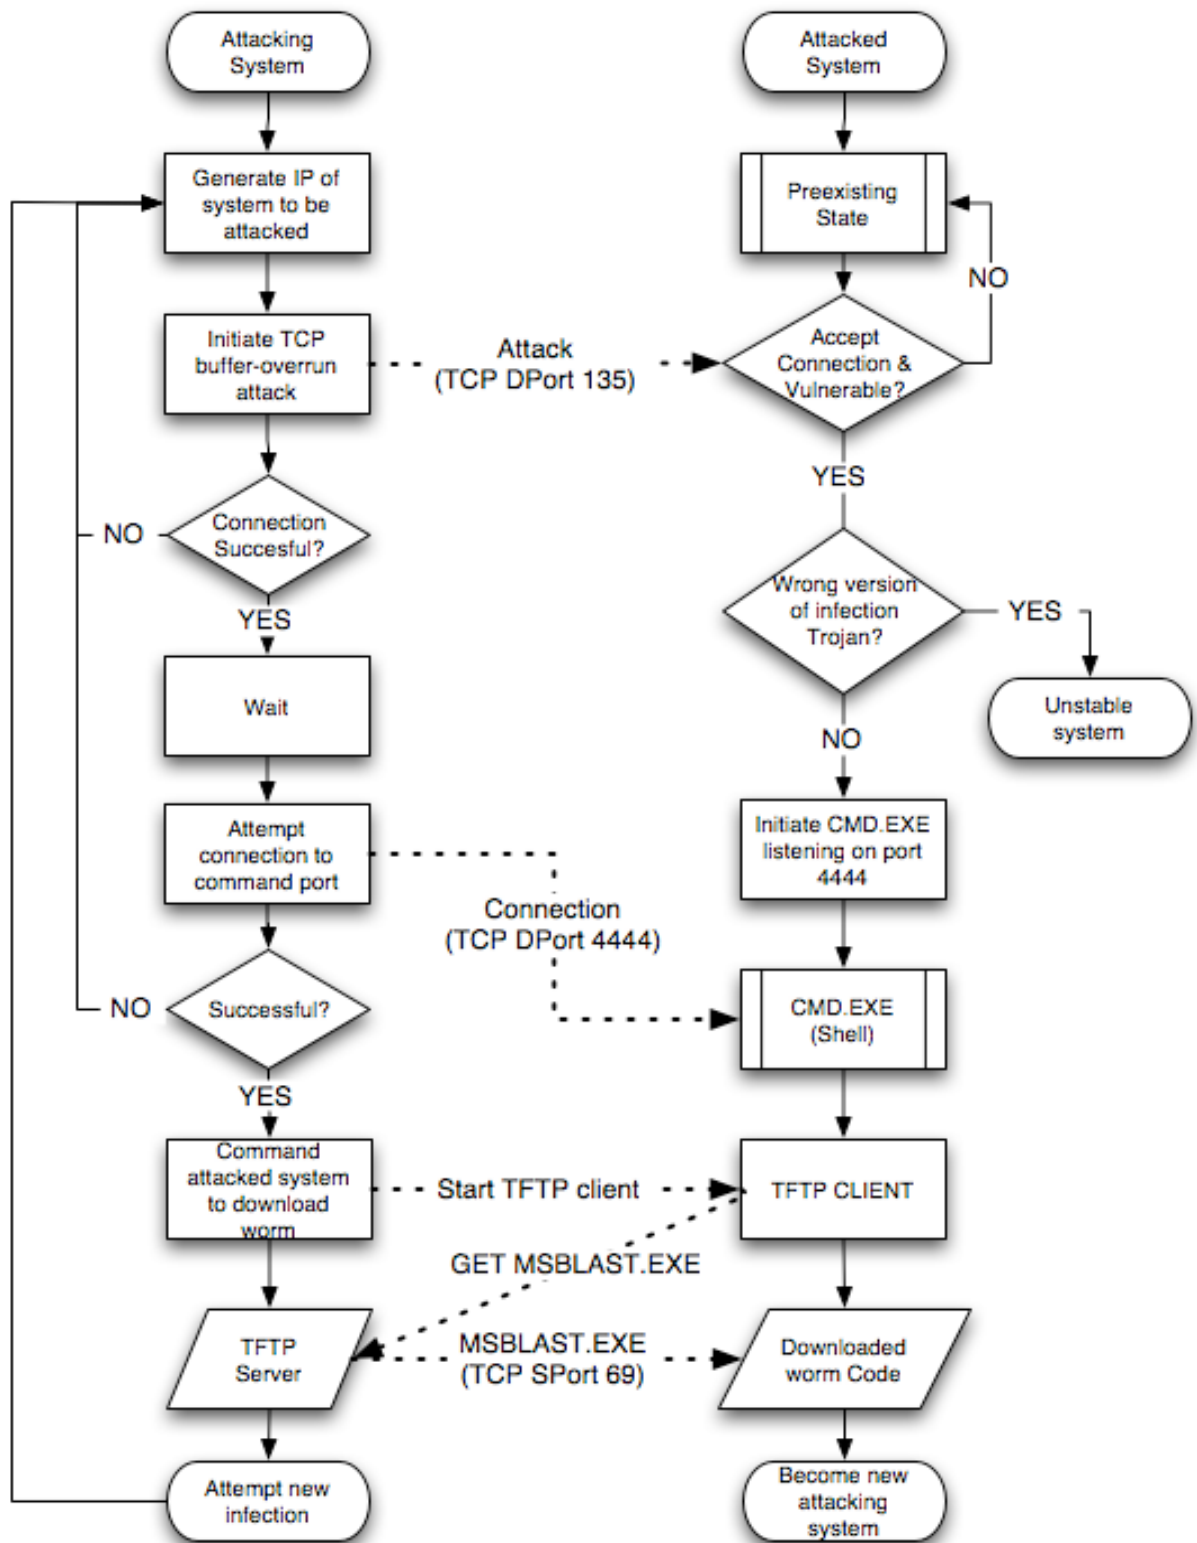 Attacking
System
Attacked
System
Generate IP of
system to be
attacked
Preexisting
State
NO
Initiate TCP
buffer-overrun
attack
Attack
(TCP DPort 135)
Accept
Connection &
Vulnerable?
YES
NO
Connection
Succesful?
YES
Wrong version
of infection
Trojan?
YES
Wait
Unstable
system
NO
Attempt
connection to
command port
Initiate CMD.EXE
listening on port
4444
Connection
(TCP DPort 4444)
NO
Successful?
CMD.EXE
(Shell)
YES
Command
attacked system
to download
worm
Start TFTP client
TFTP CLIENT
GET MSBLAST.EXE
TFTP
Server
MSBLAST.EXE
(TCP SPort 69)
Downloaded
worm Code
Attempt new
infection
Become new
attacking
system